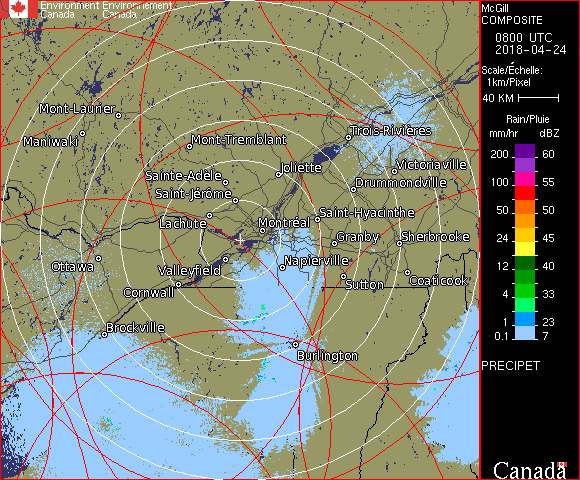 Environment Environnement
Canada Canada
McGill
COMPOSITE
0800 UTC
2018-04-24
Scale/Échelle:
1km/Pixel
40 KM
Rain/Pluie
mm/hr dBZ
200 60
100 55
50 50
24 45
12 40
4 33
1 23
0.1 7
PRECIPET
Canada
Mont-Laurier
Maniwaki
Mont-Tremblant
Trois-Rivières
Sainte-Adèle
Joliette
Victoriaville
Saint-Jérôme
Drummondville
Lachute
Montréal
Saint-Hyacinthe
Granby
Sherbrooke
Ottawa
Valleyfield
Napierville
Cornwall
Sutton
Coaticook
Brockville
Burlington